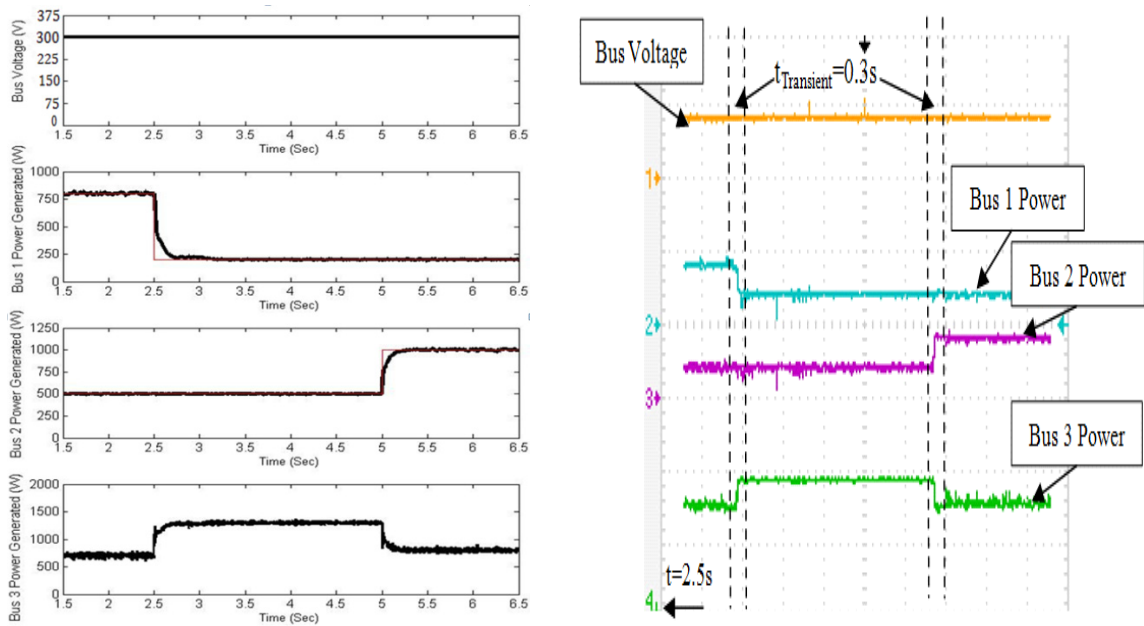 Bus Voltage (V)
375
300
225
150
75
0
1.5 2 2.5 3 3.5 4 4.5 5 5.5 6 6.5
Time (Sec)
Bus 1 Power Generated (W)
1000
750
500
250
0
1.5 2 2.5 3 3.5 4 4.5 5 5.5 6 6.5
Time (Sec)
Bus 2 Power Generated (W)
1250
1000
750
500
250
0
1.5 2 2.5 3 3.5 4 4.5 5 5.5 6 6.5
Time (Sec)
Bus 3 Power Generated (W)
2000
1500
1000
500
0
1.5 2 2.5 3 3.5 4 4.5 5 5.5 6 6.5
Time (Sec)
Bus Voltage
tTransient=0.3s
1
Bus 1 Power
Bus 2 Power
2
3
Bus 3 Power
t=2.5s
4